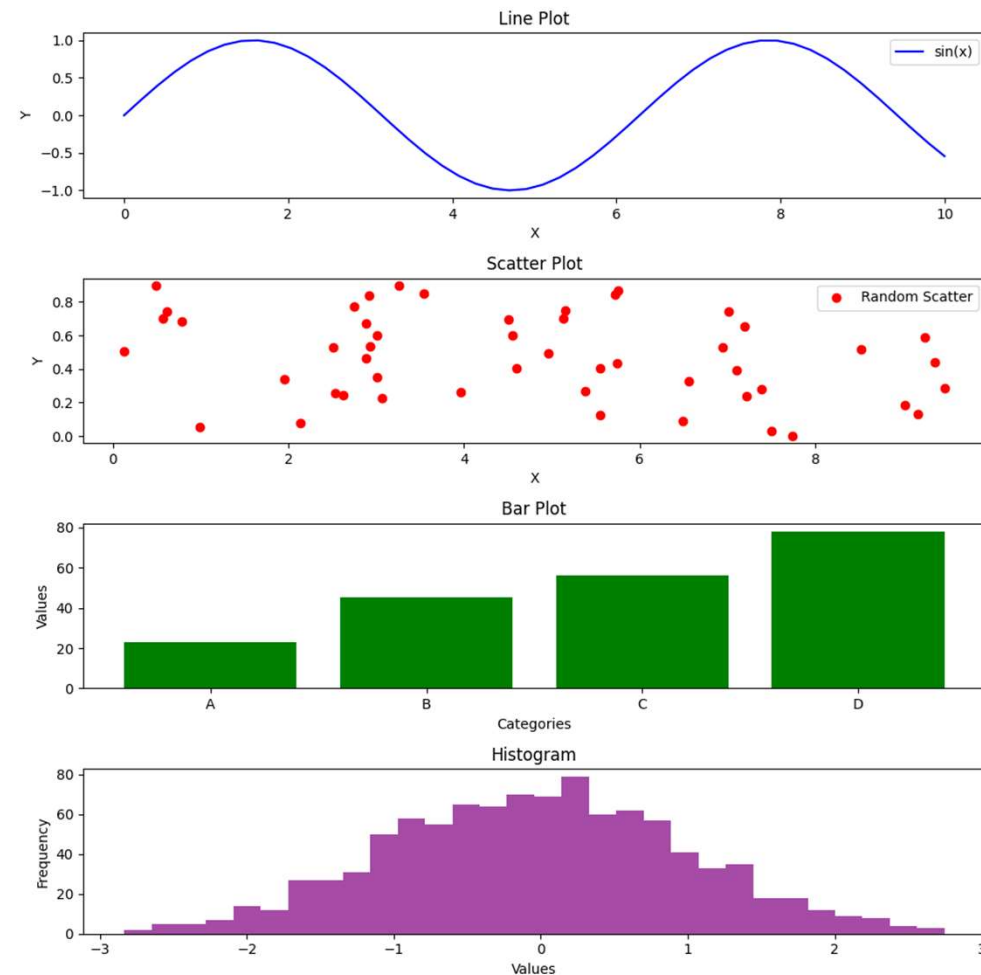 Line Plot
1.0
0.5
0.0
−0.5
−1.0
Y
sin(x)
0 2 4 6 8 10
X
Scatter Plot
0.8
0.6
0.4
0.2
0.0
Y
Random Scatter
0 2 4 6 8
X
Bar Plot
80
60
40
20
0
Values
A B C D
Categories
Histogram
80
60
40
20
0
Frequency
−3 −2 −1 0 1 2 3
Values